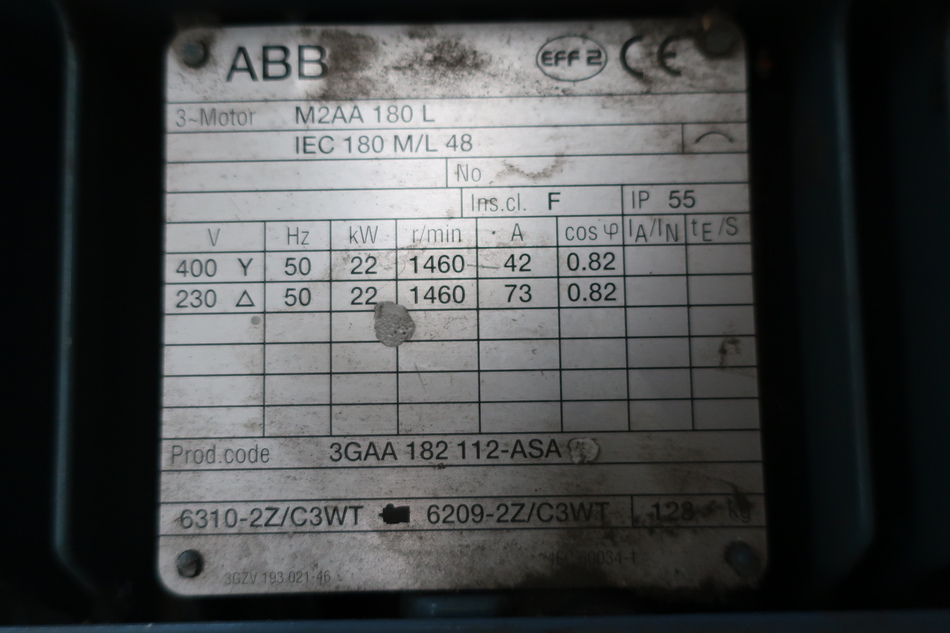 ABB EFF 2 CE
3~Motor M2AA 180 L
IEC 180 M/L 48
No
Ins.cl. F IP 55
V Hz kW r/min A cos φ IA/IN tE/S
400 Y 50 22 1460 42 0.82
230 Δ 50 22 1460 73 0.82
Prod.code 3GAA 182 112-ASA
6310-2Z/C3WT 6209-2Z/C3WT 128 kg
3GZV 193 021-46